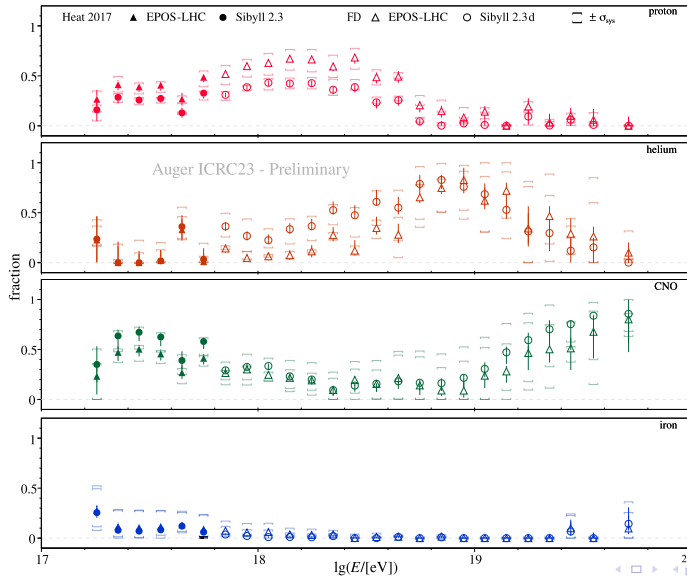 proton
Heat 2017 EPOS-LHC Sibyll 2.3 FD EPOS-LHC Sibyll 2.3d ± σsys
1
0.5
0
helium
Auger ICRC23 - Preliminary
1
0.5
0
fraction
CNO
1
0.5
0
iron
1
0.5
0
17 18 19 2
lg(E/[eV])